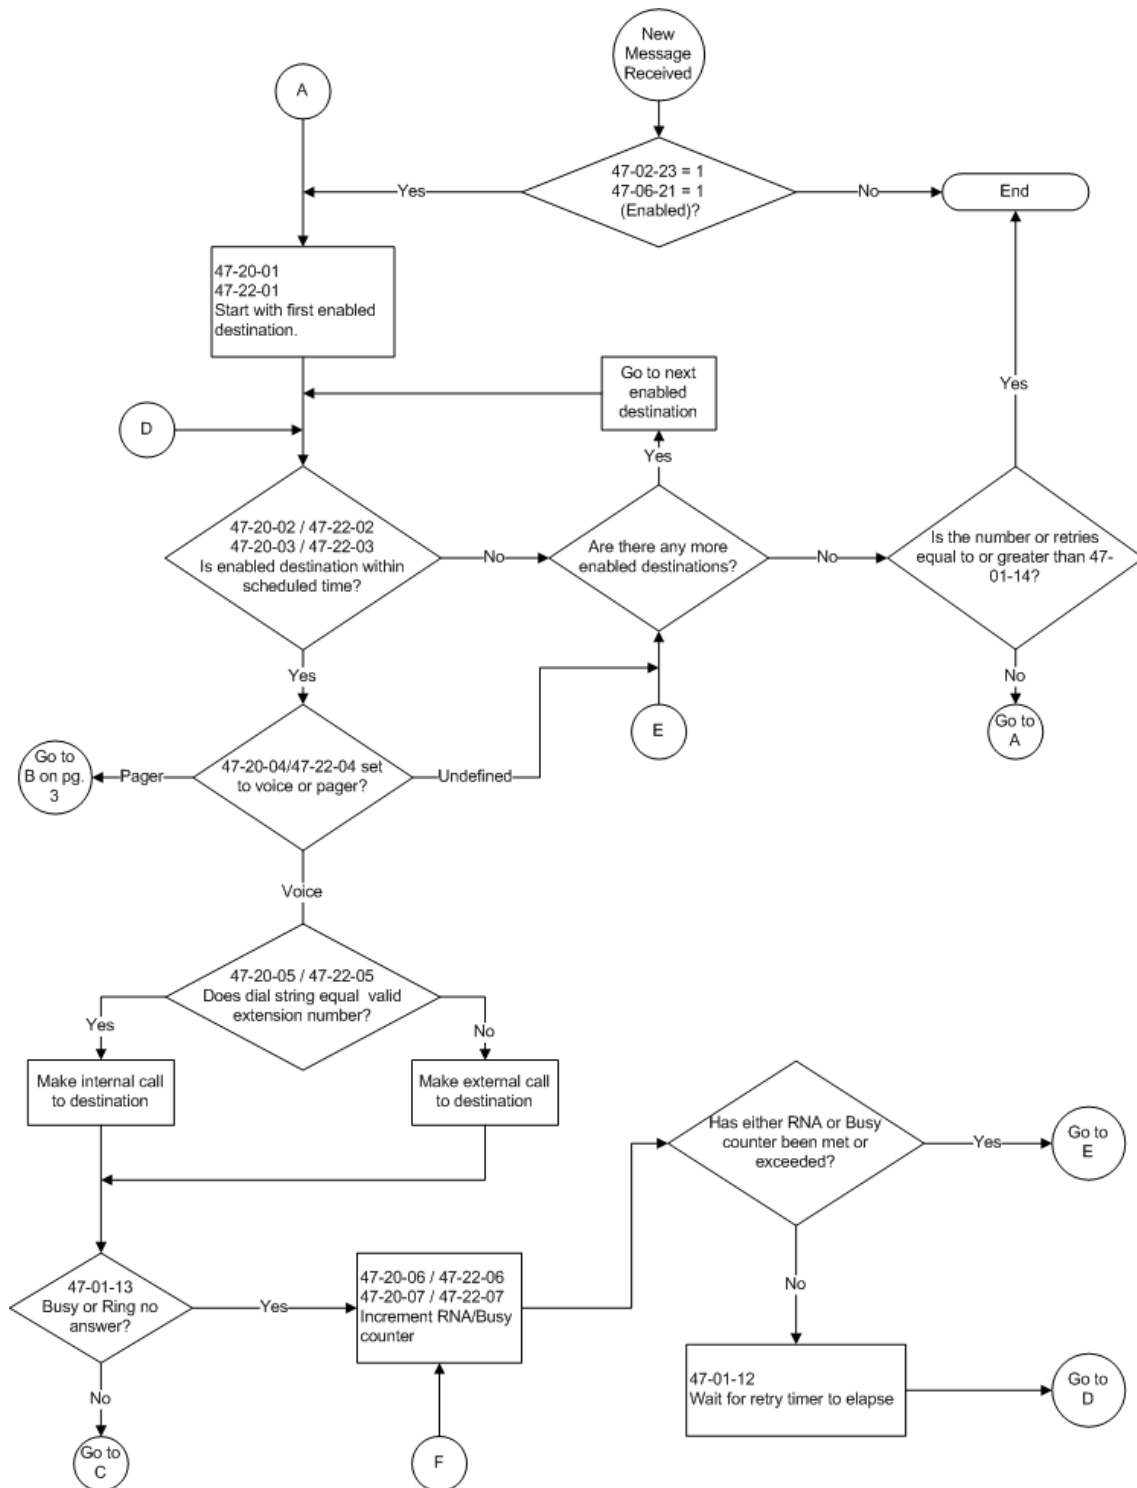 New
Message
Received
A
47-02-23 = 1
47-06-21 = 1
(Enabled)?
Yes
No
End
47-20-01
47-22-01
Start with first enabled
destination.
Go to next
enabled
destination
Yes
D
Yes
47-20-02 / 47-22-02
47-20-03 / 47-22-03
Is enabled destination within
scheduled time?
No
Are there any more
enabled destinations?
No
Is the number or retries
equal to or greater than 47-
01-14?
Yes
No
Go to
A
E
Go to
B on pg.
3
Pager
47-20-04/47-22-04 set
to voice or pager?
Undefined
Voice
47-20-05 / 47-22-05
Does dial string equal  valid
extension number?
Yes
No
Make internal call
to destination
Make external call
to destination
Has either RNA or Busy
counter been met or
exceeded?
Yes
Go to
E
47-01-13
Busy or Ring no
answer?
Yes
47-20-06 / 47-22-06
47-20-07 / 47-22-07
Increment RNA/Busy
counter
No
47-01-12
Wait for retry timer to elapse
Go to
D
No
Go to
C
F